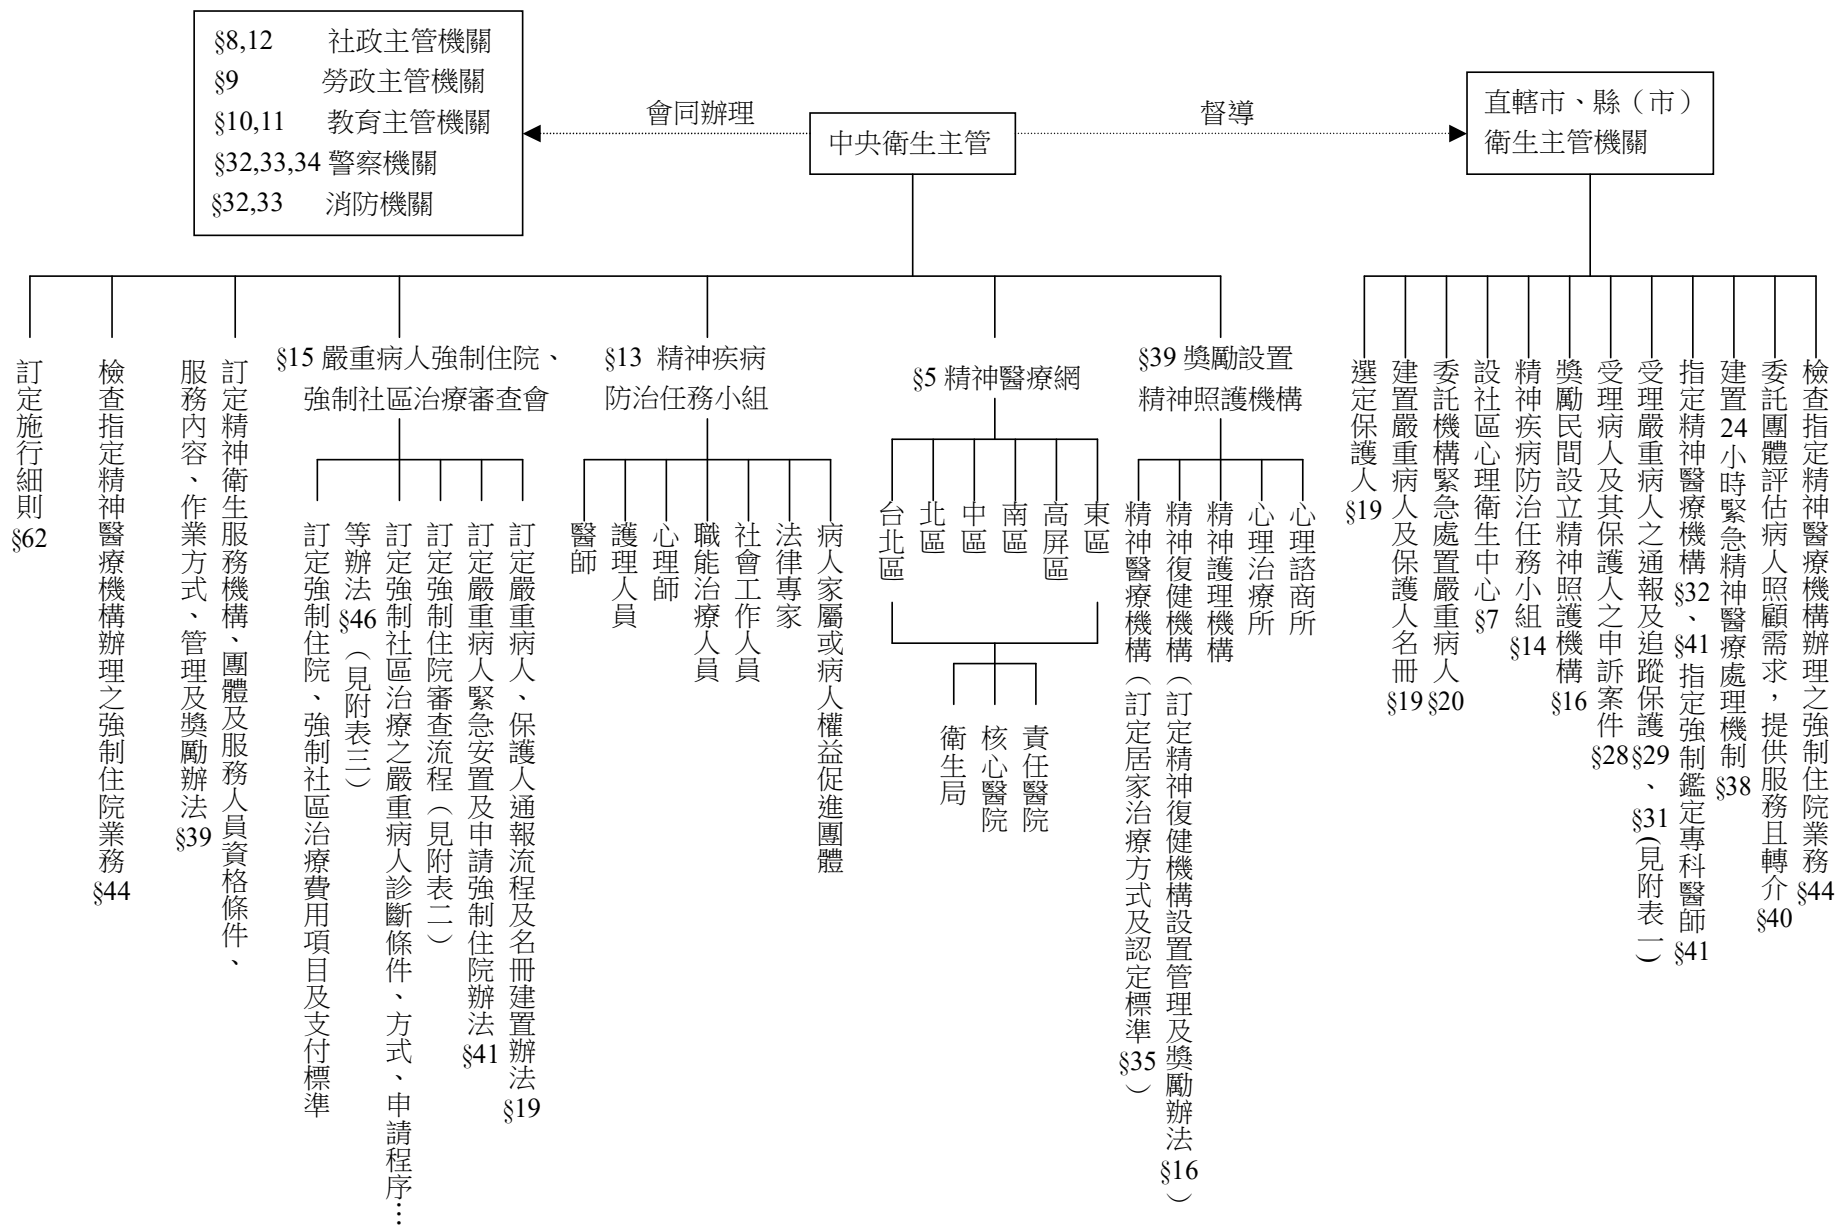 §8,12 社政主管機關
§9 勞政主管機關
§10,11 教育主管機關
§32,33,34 警察機關
§32,33 消防機關
會同辦理
中央衛生主管
督導
直轄市、縣（市）
衛生主管機關
訂定施行細則 §62
檢查指定精神醫療機構辦理之強制住院業務 §44
訂定精神衛生服務機構、團體及服務人員資格條件、
服務內容、作業方式、管理及獎勵辦法 §39
§15 嚴重病人強制住院、
強制社區治療審查會
訂定嚴重病人、保護人通報流程及名冊建置辦法 §19
訂定嚴重病人緊急安置及申請強制住院辦法 §41
訂定強制住院審查流程（見附表二）
訂定強制社區治療之嚴重病人診斷條件、方式、申請程序…
等辦法 §46（見附表三）
訂定強制住院、強制社區治療費用項目及支付標準
§13 精神疾病
防治任務小組
醫師
護理人員
心理師
職能治療人員
社會工作人員
法律專家
病人家屬或病人權益促進團體
§5 精神醫療網
台北區
北區
中區
南區
高屏區
東區
衛生局
核心醫院
責任醫院
§39 獎勵設置
精神照護機構
精神醫療機構（訂定居家治療方式及認定標準 §35）
精神復健機構（訂定精神復健機構設置管理及獎勵辦法 §16）
精神護理機構
心理治療所
心理諮商所
選定保護人 §19
建置嚴重病人及保護人名冊 §19
委託機構緊急處置嚴重病人 §20
設社區心理衛生中心 §7
精神疾病防治任務小組 §14
獎勵民間設立精神照護機構 §16
受理病人及其保護人之申訴案件 §28
受理嚴重病人之通報及追蹤保護 §29、§31(見附表一)
指定精神醫療機構 §32、§41 指定強制鑑定專科醫師 §41
建置 24 小時緊急精神醫療處理機制 §38
委託團體評估病人照顧需求，提供服務且轉介 §40
檢查指定精神醫療機構辦理之強制住院業務 §44